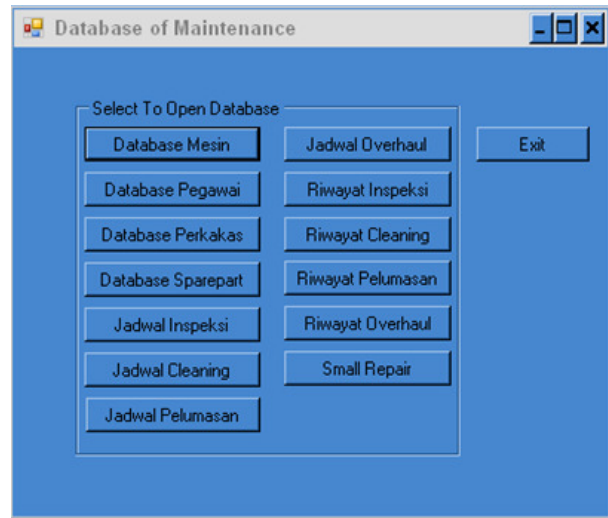 Database of Maintenance
Select To Open Database
Database Mesin
Database Pegawai
Database Perkakas
Database Sparepart
Jadwal Inspeksi
Jadwal Cleaning
Jadwal Pelumasan
Jadwal Overhaul
Riwayat Inspeksi
Riwayat Cleaning
Riwayat Pelumasan
Riwayat Overhaul
Small Repair
Exit